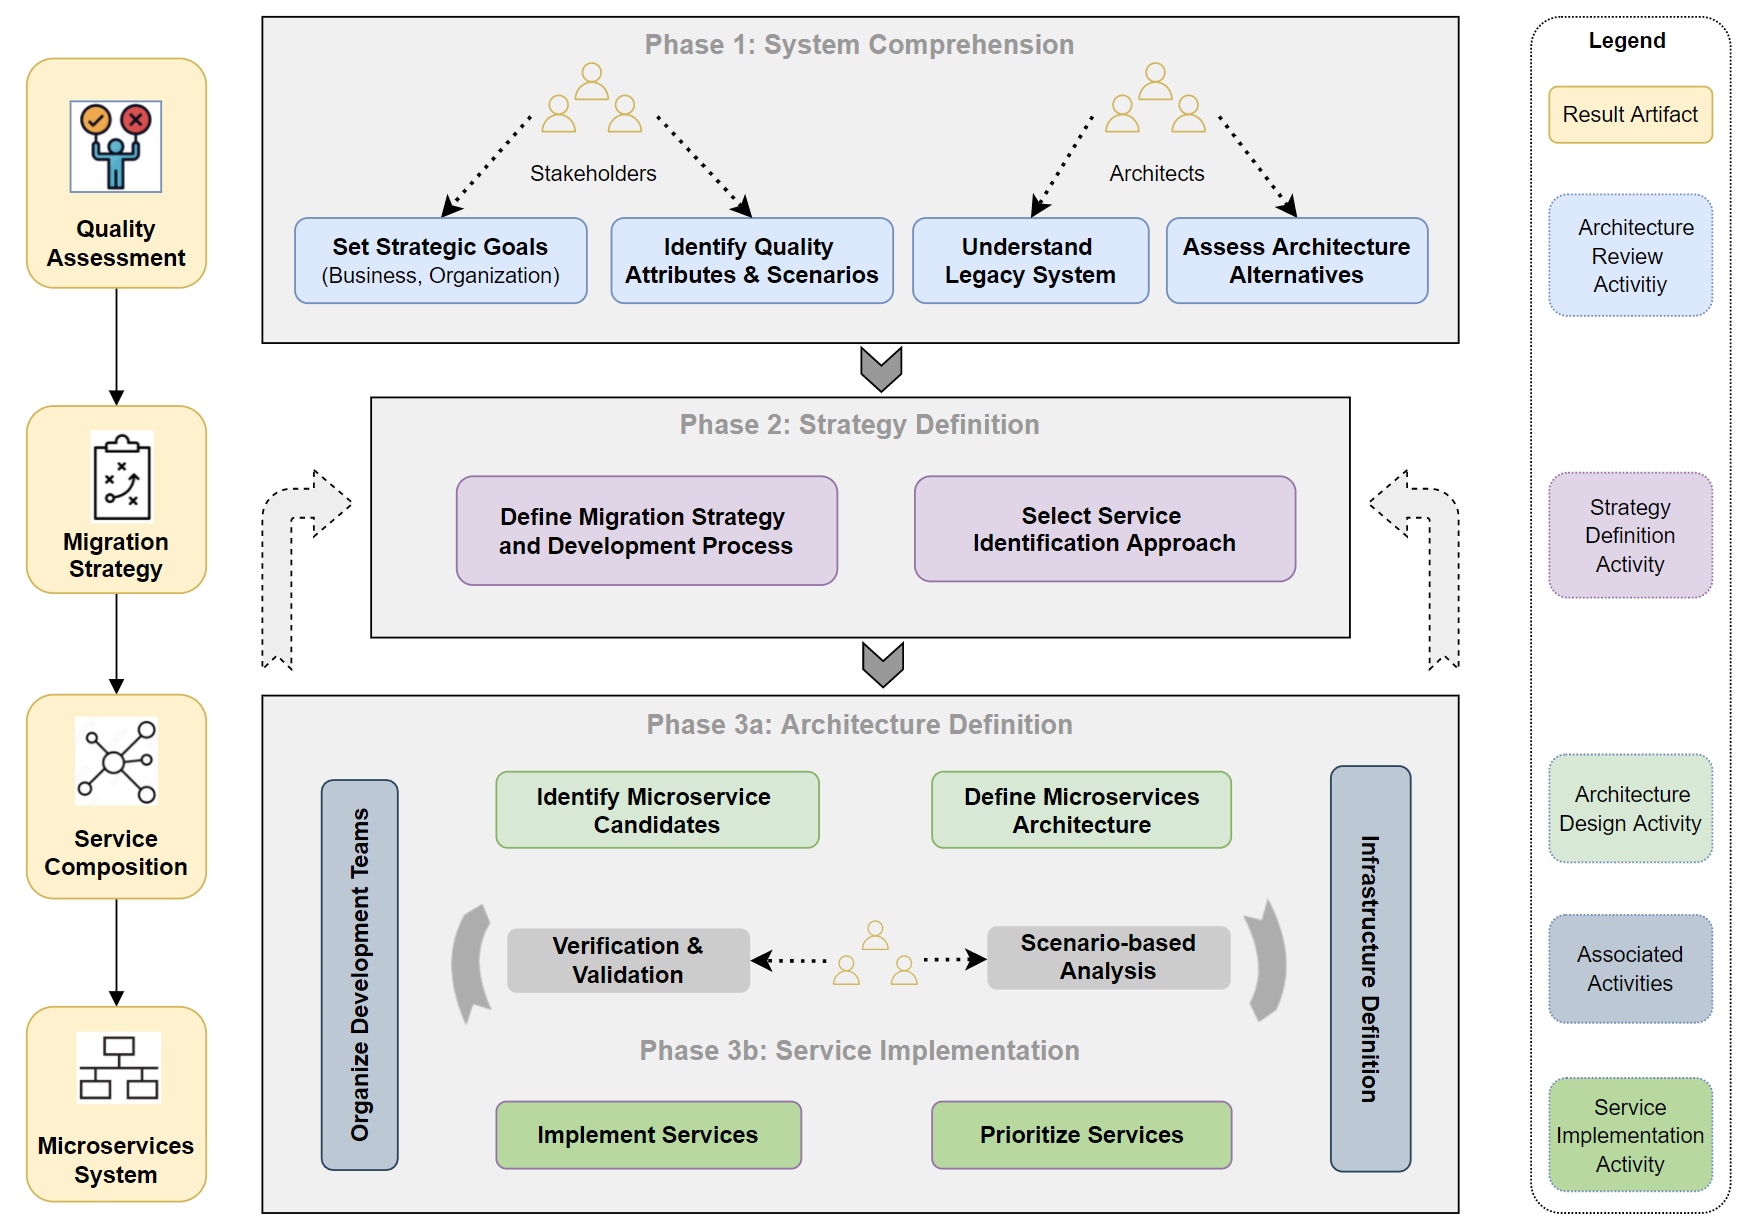 Quality
Assessment
Migration
Strategy
Service
Composition
Microservices
System
Phase 1: System Comprehension
Stakeholders
Architects
Set Strategic Goals
(Business, Organization)
Identify Quality
Attributes & Scenarios
Understand
Legacy System
Assess Architecture
Alternatives
Phase 2: Strategy Definition
Define Migration Strategy
and Development Process
Select Service
Identification Approach
Phase 3a: Architecture Definition
Organize Development Teams
Identify Microservice
Candidates
Define Microservices
Architecture
Verification &
Validation
Scenario-based
Analysis
Infrastructure Definition
Phase 3b: Service Implementation
Implement Services
Prioritize Services
Legend
Result Artifact
Architecture
Review
Activitiy
Strategy
Definition
Activity
Architecture
Design Activity
Associated
Activities
Service
Implementation
Activity